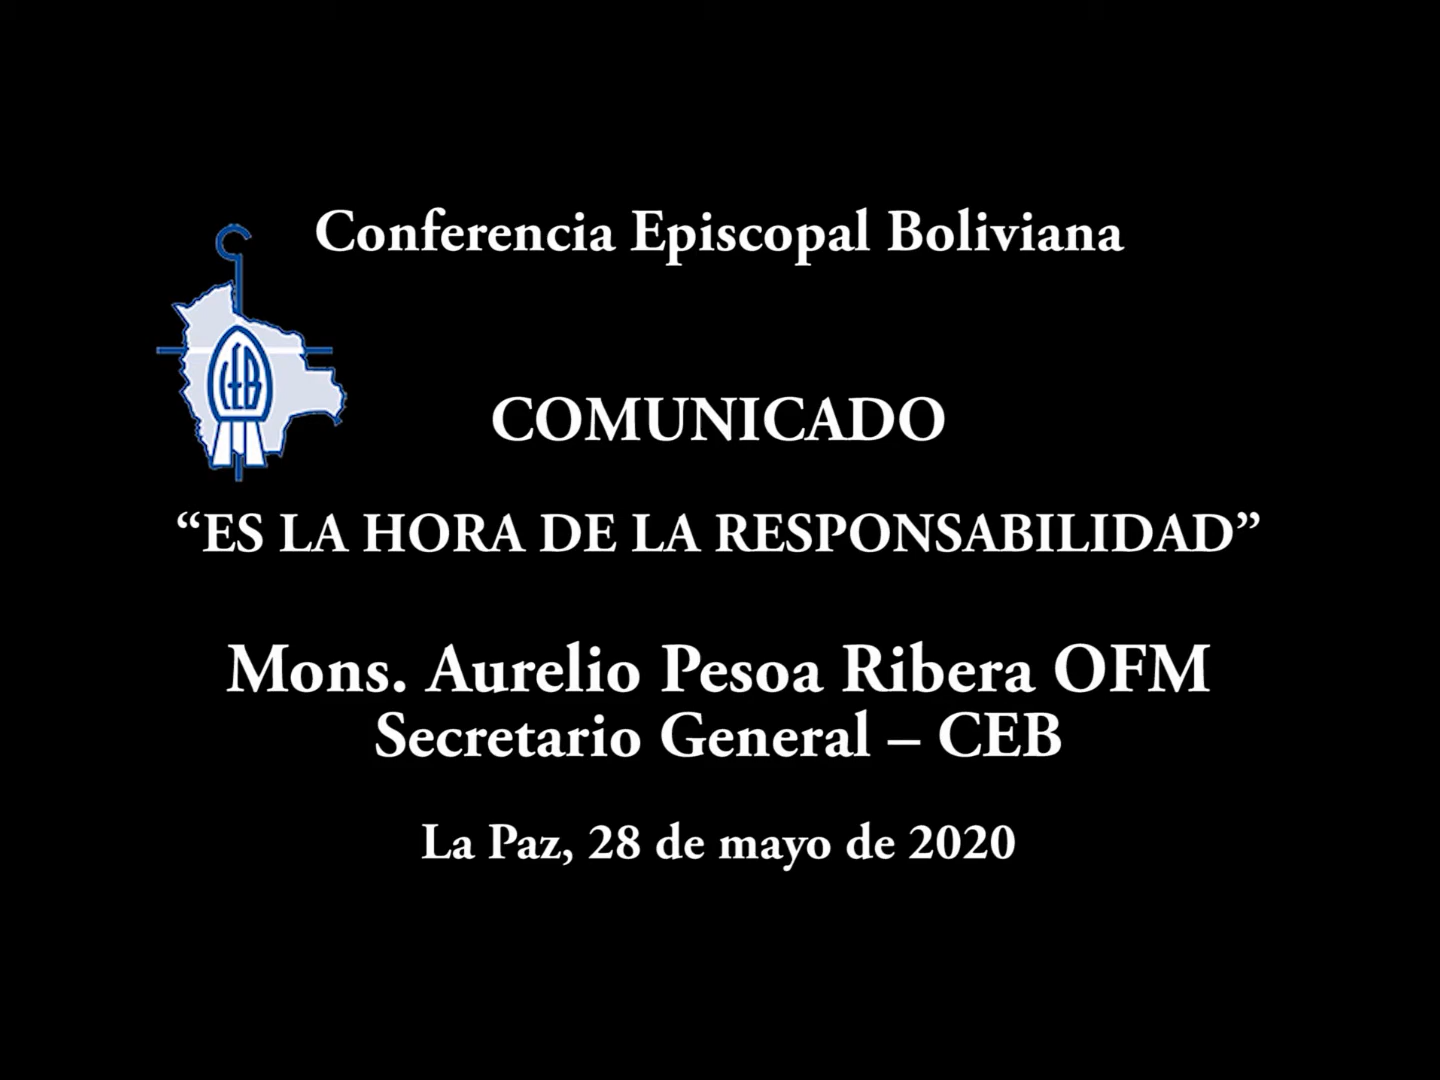 Conferencia Episcopal Boliviana
CEB
COMUNICADO
“ES LA HORA DE LA RESPONSABILIDAD”
Mons. Aurelio Pesoa Ribera OFM
Secretario General – CEB
La Paz, 28 de mayo de 2020